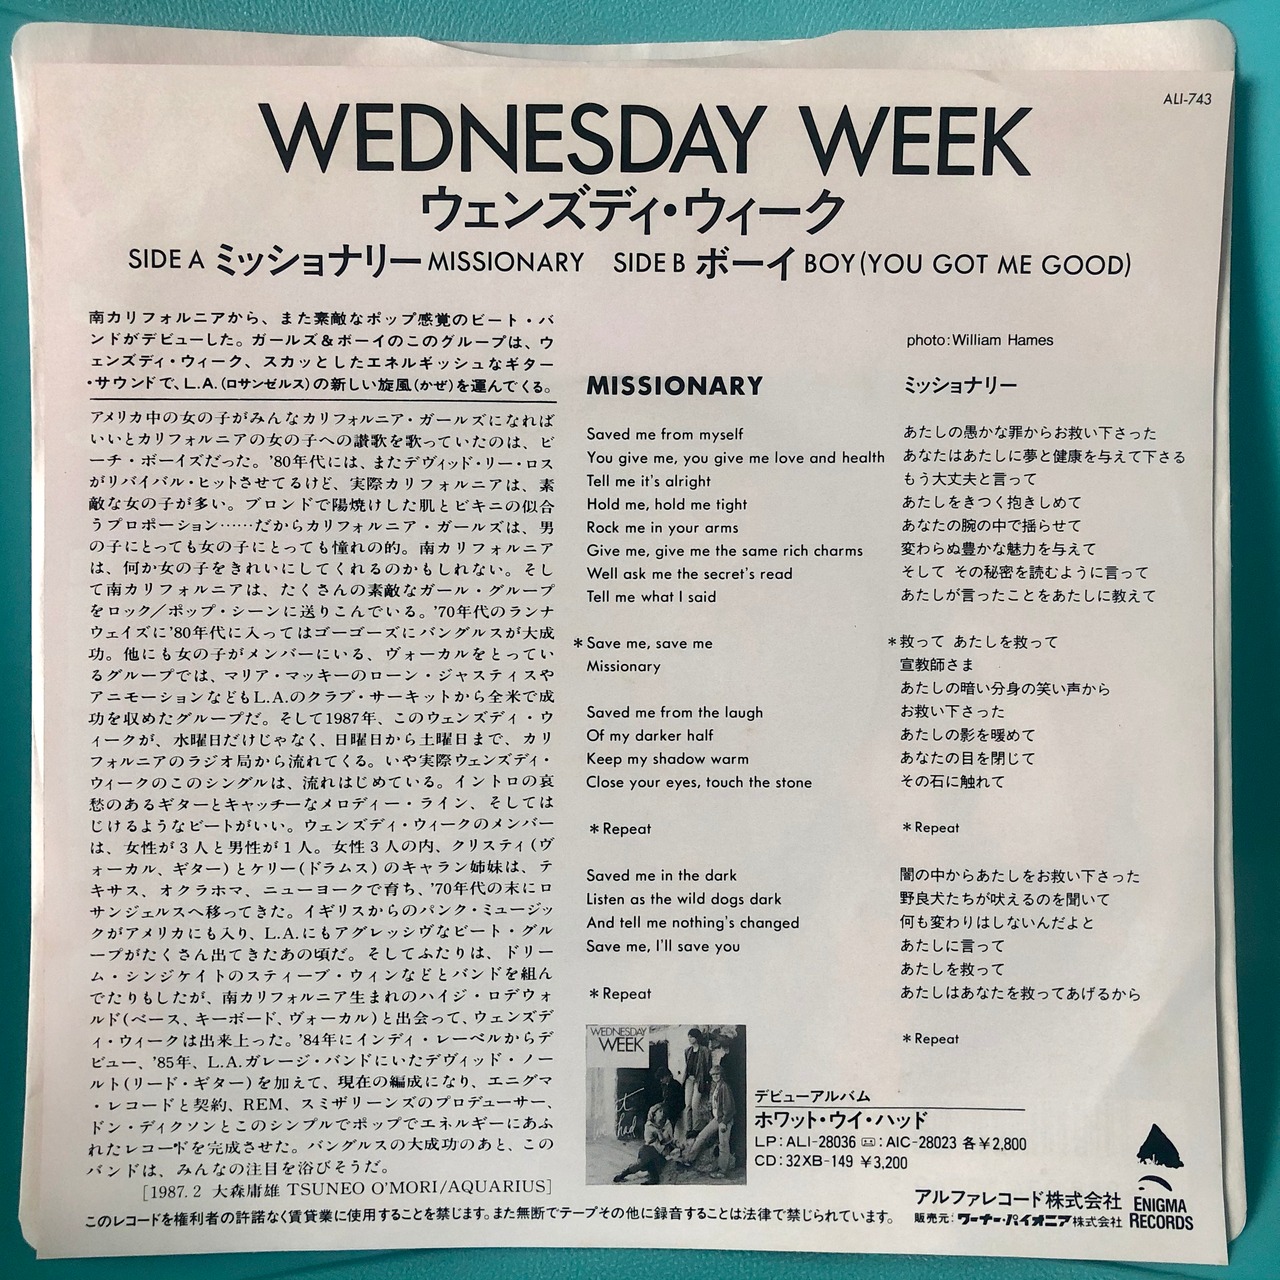 ALI-743
WEDNESDAY WEEK
ウェンズディ・ウィーク
SIDE A ミッショナリー MISSIONARY SIDE B ボーイ BOY (YOU GOT ME GOOD)
南カリフォルニアから、また素敵なポップ感覚のビート・バ
ンドがデビューした。ガールズ&ボーイのこのグループは、ウ
ェンズディ・ウィーク、スカッとしたエネルギッシュなギター
・サウンドで、L.A.(ロサンゼルス)の新しい旋風(かぜ)を運んでくる。
アメリカ中の女の子がみんなカリフォルニア・ガールズになれば
いいとカリフォルニアの女の子への讃歌を歌っていたのは、ビ
ーチ・ボーイズだった。'80年代には、またデヴィッド・リー・ロス
がリバイバル・ヒットさせてるけど、実際カリフォルニアは、素
敵な女の子が多い。ブロンドで陽焼けした肌とビキニの似合
うプロポーション……だからカリフォルニア・ガールズは、男
の子にとっても女の子にとっても憧れの的。南カリフォルニア
は、何か女の子をきれいにしてくれるのかもしれない。そし
て南カリフォルニアは、たくさんの素敵なガール・グループ
をロック/ポップ・シーンに送りこんでいる。'70年代のランナ
ウェイズに'80年代に入ってはゴーゴーズにバングルスが大成
功。他にも女の子がメンバーにいる、ヴォーカルをとってい
るグループでは、マリア・マッキーのローン・ジャスティスや
アニモーションなどもL.A.のクラブ・サーキットから全米で成
功を収めたグループだ。そして1987年、このウェンズディ・ウ
ィークが、水曜日だけじゃなく、日曜日から土曜日まで、カリ
フォルニアのラジオ局から流れてくる。いや実際ウェンズディ・
ウィークのこのシングルは、流れはじめている。イントロの哀
愁のあるギターとキャッチーなメロディー・ライン、そしては
じけるようなビートがいい。ウェンズディ・ウィークのメンバー
は、女性が3人と男性が1人。女性3人の内、クリスティ(ヴ
ォーカル、ギター)とケリー(ドラムス)のキャラン姉妹は、テ
キサス、オクラホマ、ニューヨークで育ち、'70年代の末にロ
サンジェルスへ移ってきた。イギリスからのパンク・ミュージッ
クがアメリカにも入り、L.A.にもアグレッシヴなビート・グル
ープがたくさん出てきたあの頃だ。そしてふたりは、ドリー
ム・シンジケイトのスティーブ・ウィンなどとバンドを組ん
でたりもしたが、南カリフォルニア生まれのハイジ・ロデウォ
ルド(ベース、キーボード、ヴォーカル)と出会って、ウェンズデ
ィ・ウィークは出来上った。'84年にインディ・レーベルからデ
ビュー、'85年、L.A.ガレージ・バンドにいたデヴィッド・ノー
ルト(リード・ギター)を加えて、現在の編成になり、エニグマ
・レコードと契約、REM、スミザリーンズのプロデューサー、
ドン・ディクソンとこのシンプルでポップでエネルギーにあふ
れたレコードを完成させた。バングルスの大成功のあと、この
バンドは、みんなの注目を浴びそうだ。
[1987. 2 大森庸雄 TSUNEO O'MORI/AQUARIUS]
photo: William Hames
MISSIONARY
Saved me from myself
You give me, you give me love and health
Tell me it's alright
Hold me, hold me tight
Rock me in your arms
Give me, give me the same rich charms
Well ask me the secret's read
Tell me what I said
*Save me, save me
Missionary
Saved me from the laugh
Of my darker half
Keep my shadow warm
Close your eyes, touch the stone
*Repeat
Saved me in the dark
Listen as the wild dogs dark
And tell me nothing's changed
Save me, I'll save you
*Repeat
ミッショナリー
あたしの愚かな罪からお救い下さった
あなたはあたしに夢と健康を与えて下さる
もう大丈夫と言って
あたしをきつく抱きしめて
あなたの腕の中で揺らせて
変わらぬ豊かな魅力を与えて
そして その秘密を読むように言って
あたしが言ったことをあたしに教えて
*救って あたしを救って
宣教師さま
あたしの暗い分身の笑い声から
お救い下さった
あたしの影を暖めて
あなたの目を閉じて
その石に触れて
*Repeat
闇の中からあたしをお救い下さった
野良犬たちが吠えるのを聞いて
何も変わりはしないんだよと
あたしに言って
あたしを救って
あたしはあなたを救ってあげるから
*Repeat
WEDNESDAY
WEEK
デビューアルバム
ホワット・ウイ・ハッド
LP:ALI-28036 :AIC-28023 各¥2,800
CD:32XB-149 ¥3,200
アルファレコード株式会社
販売元:ワーナー・パイオニア株式会社
ENIGMA
RECORDS
このレコードを権利者の許諾なく賃貸業に使用することを禁じます。また無断でテープその他に録音することは法律で禁じられています。